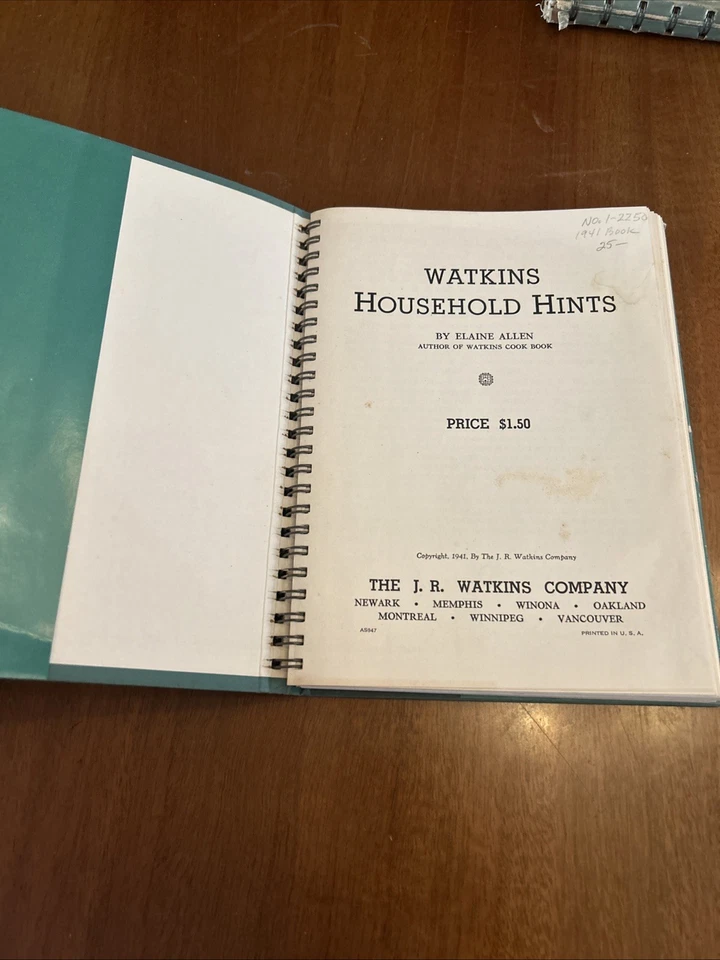 No. 1-2250
1941 Book
25—
WATKINS
HOUSEHOLD HINTS
BY ELAINE ALLEN
AUTHOR OF WATKINS COOK BOOK
PRICE $1.50
Copyright, 1941, By The J. R. Watkins Company
THE J. R. WATKINS COMPANY
NEWARK • MEMPHIS • WINONA • OAKLAND
MONTREAL • WINNIPEG • VANCOUVER
PRINTED IN U. S. A.